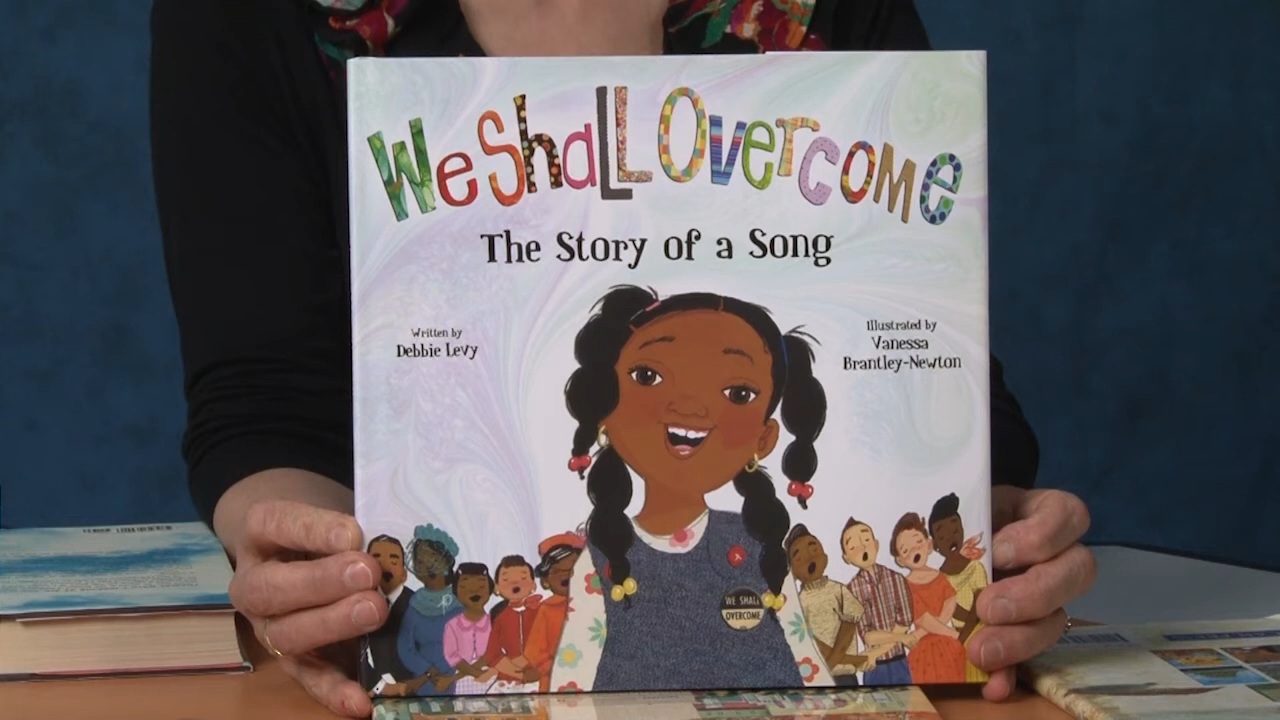 We Shall Overcome
The Story of a Song
Written by
Debbie Levy
Illustrated by
Vanessa
Brantley-Newton
WE SHALL
OVERCOME